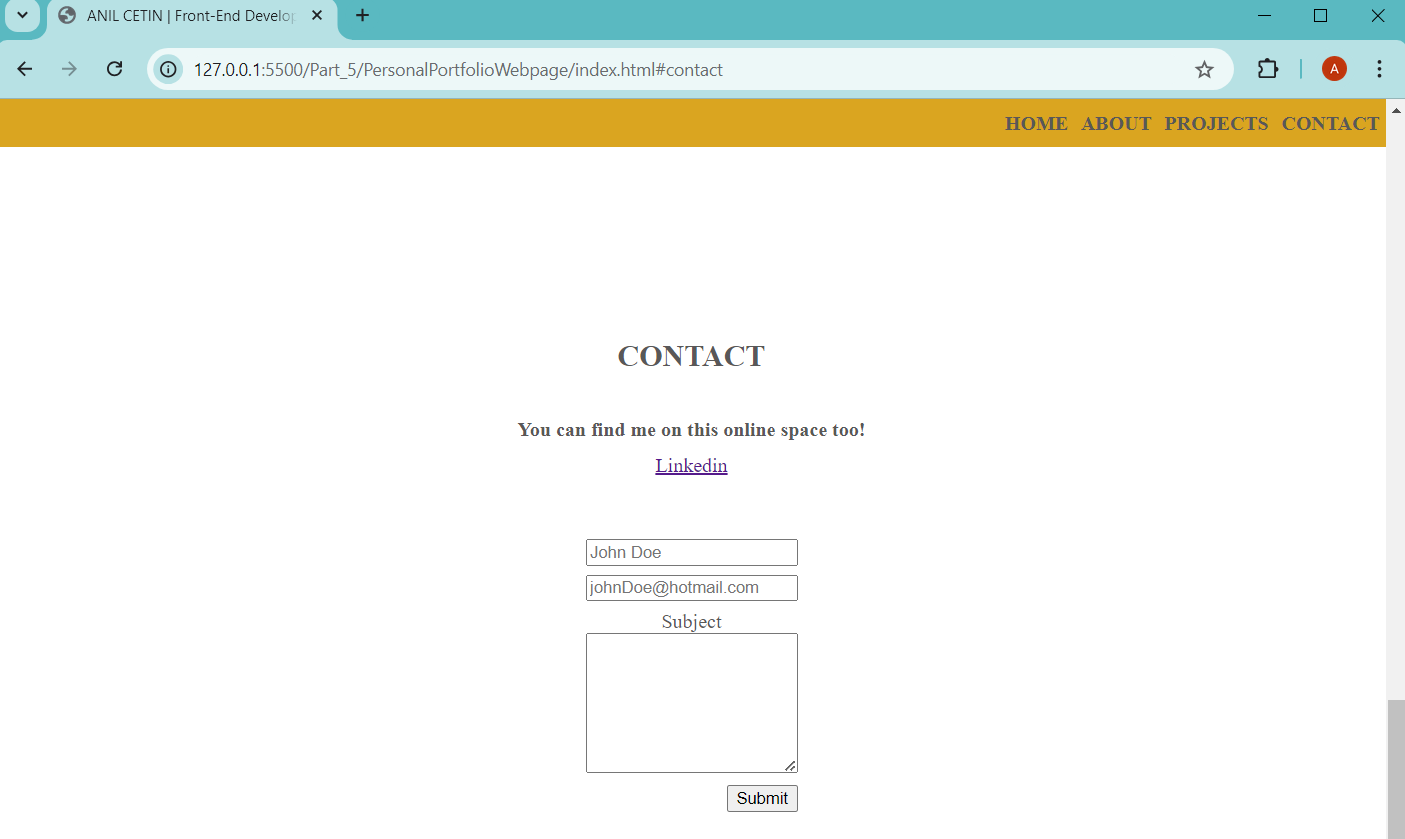 ANIL CETIN | Front-End Develop
127.0.0.1:5500/Part_5/PersonalPortfolioWebpage/index.html#contact
A
HOME ABOUT PROJECTS CONTACT
CONTACT
You can find me on this online space too!
Linkedin
John Doe
johnDoe@hotmail.com
Subject
Submit